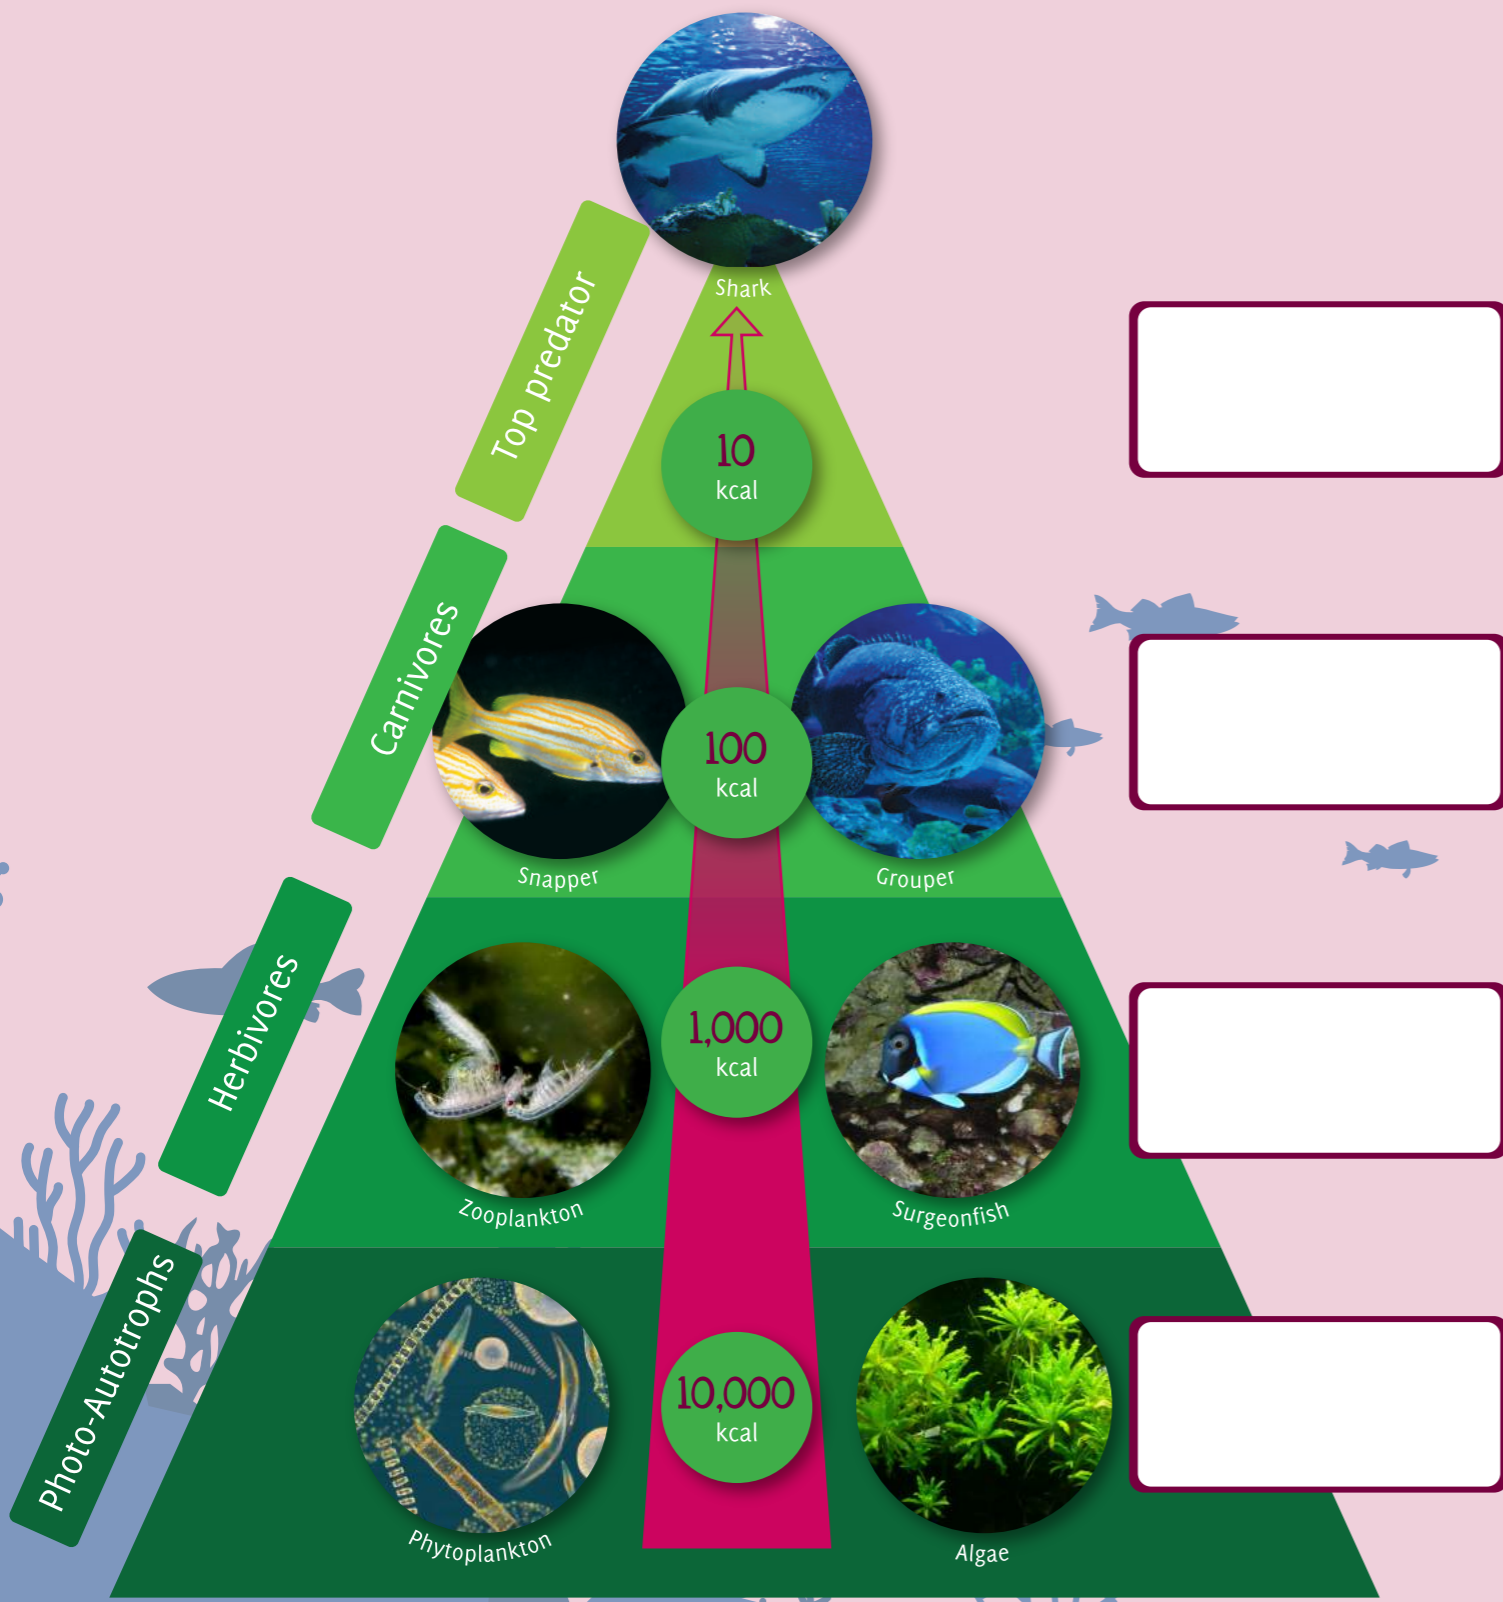 Shark
Top predator
10
kcal
Carnivores
100
kcal
Snapper
Grouper
Herbivores
1,000
kcal
Zooplankton
Surgeonfish
Photo-Autotrophs
10,000
kcal
Phytoplankton
Algae